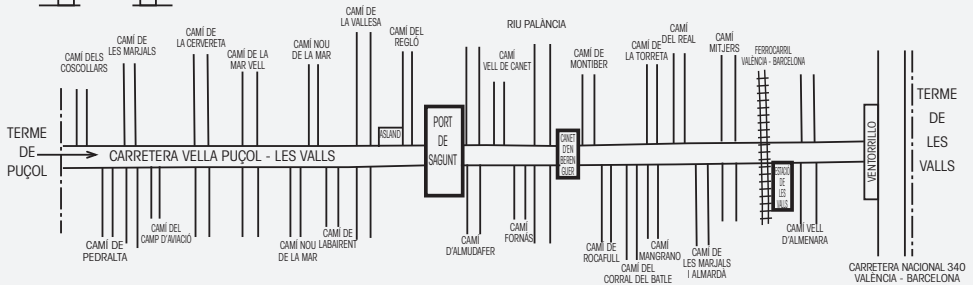 CAMÍ DELS
COSCOLLARS
CAMÍ DE
LES MARJALS
CAMÍ DE
LA CERVERETA
CAMÍ DE LA
MAR VELL
CAMÍ NOU
DE LA MAR
CAMÍ DE
LA VALLESA
CAMÍ DEL
REGLÓ
CAMÍ
VELL DE CANET
RIU PALÀNCIA
CAMÍ DE
MONTIBER
CAMÍ DE
LA TORRETA
CAMÍ
DEL REAL
CAMÍ
MITJERS
FERROCARRIL
VALÈNCIA - BARCELONA
TERME
DE
PUÇOL
CARRETERA VELLA PUÇOL - LES VALLS
ASLAND
PORT
DE
SAGUNT
CANET
D'EN
BEREN
GUER
ESTACIÓ
DE
LES
VALLS
VENTORRILLO
TERME
DE
LES
VALLS
CAMÍ DE
PEDRALTA
CAMÍ DEL
CAMP D'AVIACIÓ
CAMÍ NOU
DE LA MAR
CAMÍ DE
LABAIRENT
CAMÍ
D'ALMUDAFER
CAMÍ
FORNÀS
CAMÍ DE
ROCAFULL
CAMÍ DEL
CORRAL DEL BATLE
CAMÍ
MANGRANO
CAMÍ DE
LES MARJALS
I ALMARDÀ
CAMÍ VELL
D'ALMENARA
CARRETERA NACIONAL 340
VALÈNCIA - BARCELONA